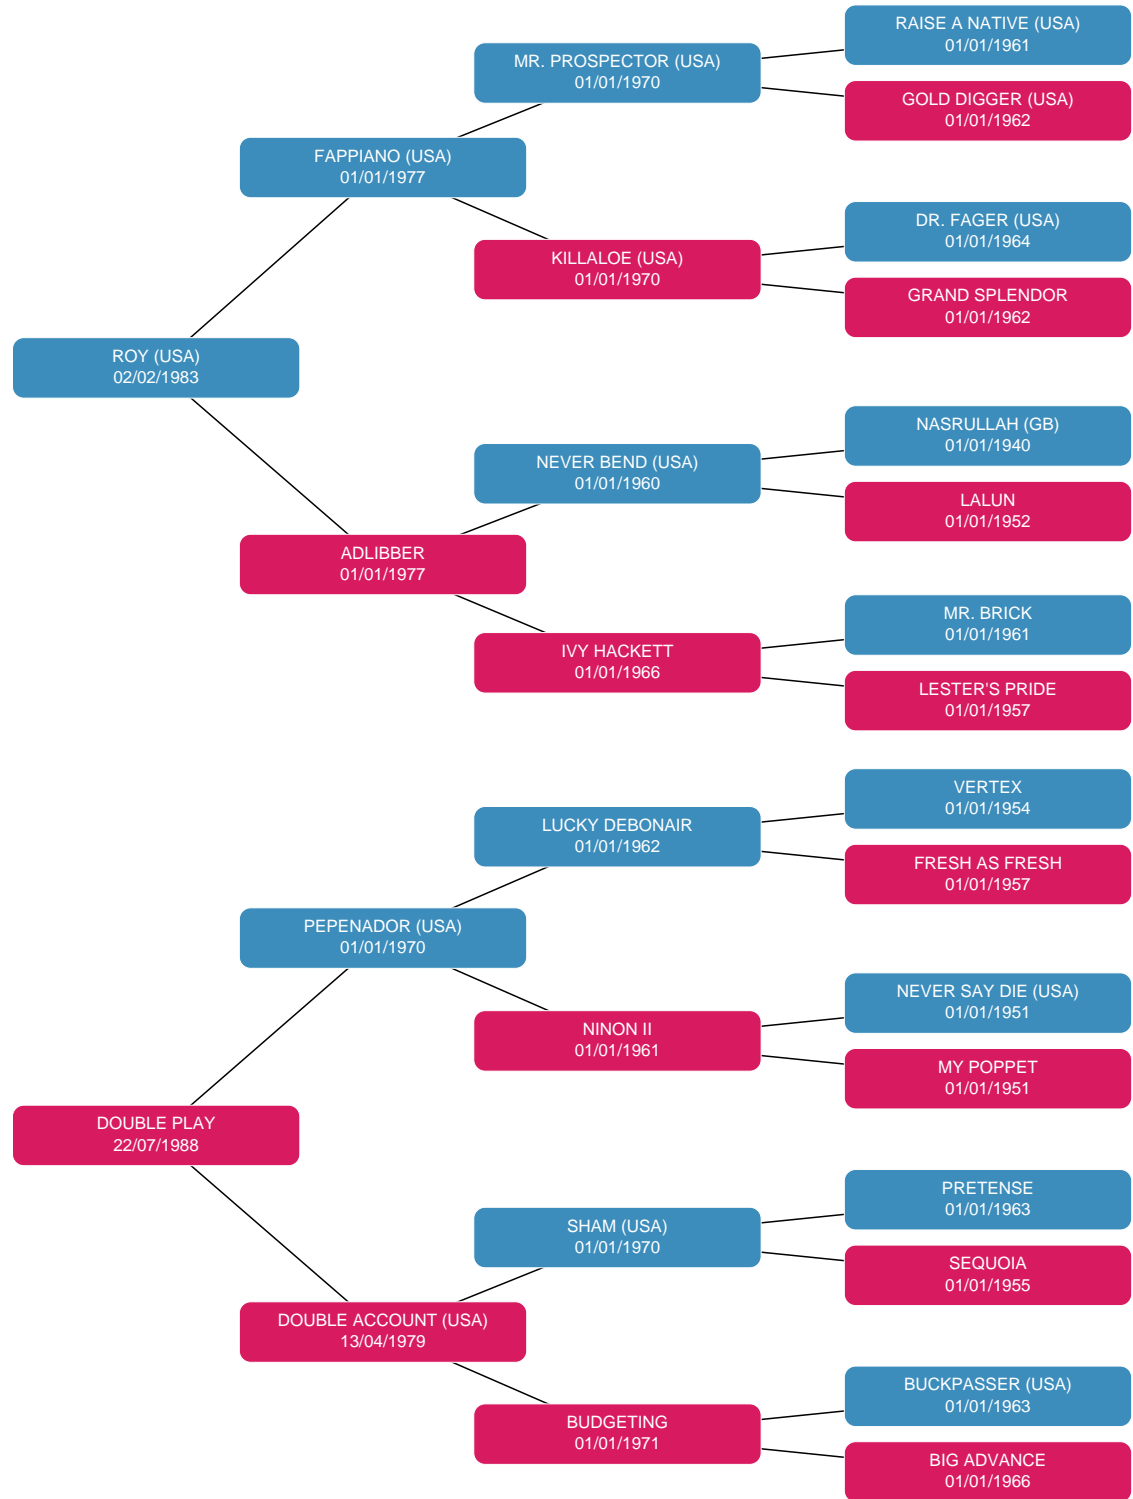 RAISE A NATIVE (USA)
01/01/1961
MR. PROSPECTOR (USA)
01/01/1970
GOLD DIGGER (USA)
01/01/1962
FAPPIANO (USA)
01/01/1977
DR. FAGER (USA)
01/01/1964
KILLALOE (USA)
01/01/1970
GRAND SPLENDOR
01/01/1962
ROY (USA)
02/02/1983
NASRULLAH (GB)
01/01/1940
NEVER BEND (USA)
01/01/1960
LALUN
01/01/1952
ADLIBBER
01/01/1977
MR. BRICK
01/01/1961
IVY HACKETT
01/01/1966
LESTER'S PRIDE
01/01/1957
VERTEX
01/01/1954
LUCKY DEBONAIR
01/01/1962
FRESH AS FRESH
01/01/1957
PEPENADOR (USA)
01/01/1970
NEVER SAY DIE (USA)
01/01/1951
NINON II
01/01/1961
MY POPPET
01/01/1951
DOUBLE PLAY
22/07/1988
PRETENSE
01/01/1963
SHAM (USA)
01/01/1970
SEQUOIA
01/01/1955
DOUBLE ACCOUNT (USA)
13/04/1979
BUCKPASSER (USA)
01/01/1963
BUDGETING
01/01/1971
BIG ADVANCE
01/01/1966